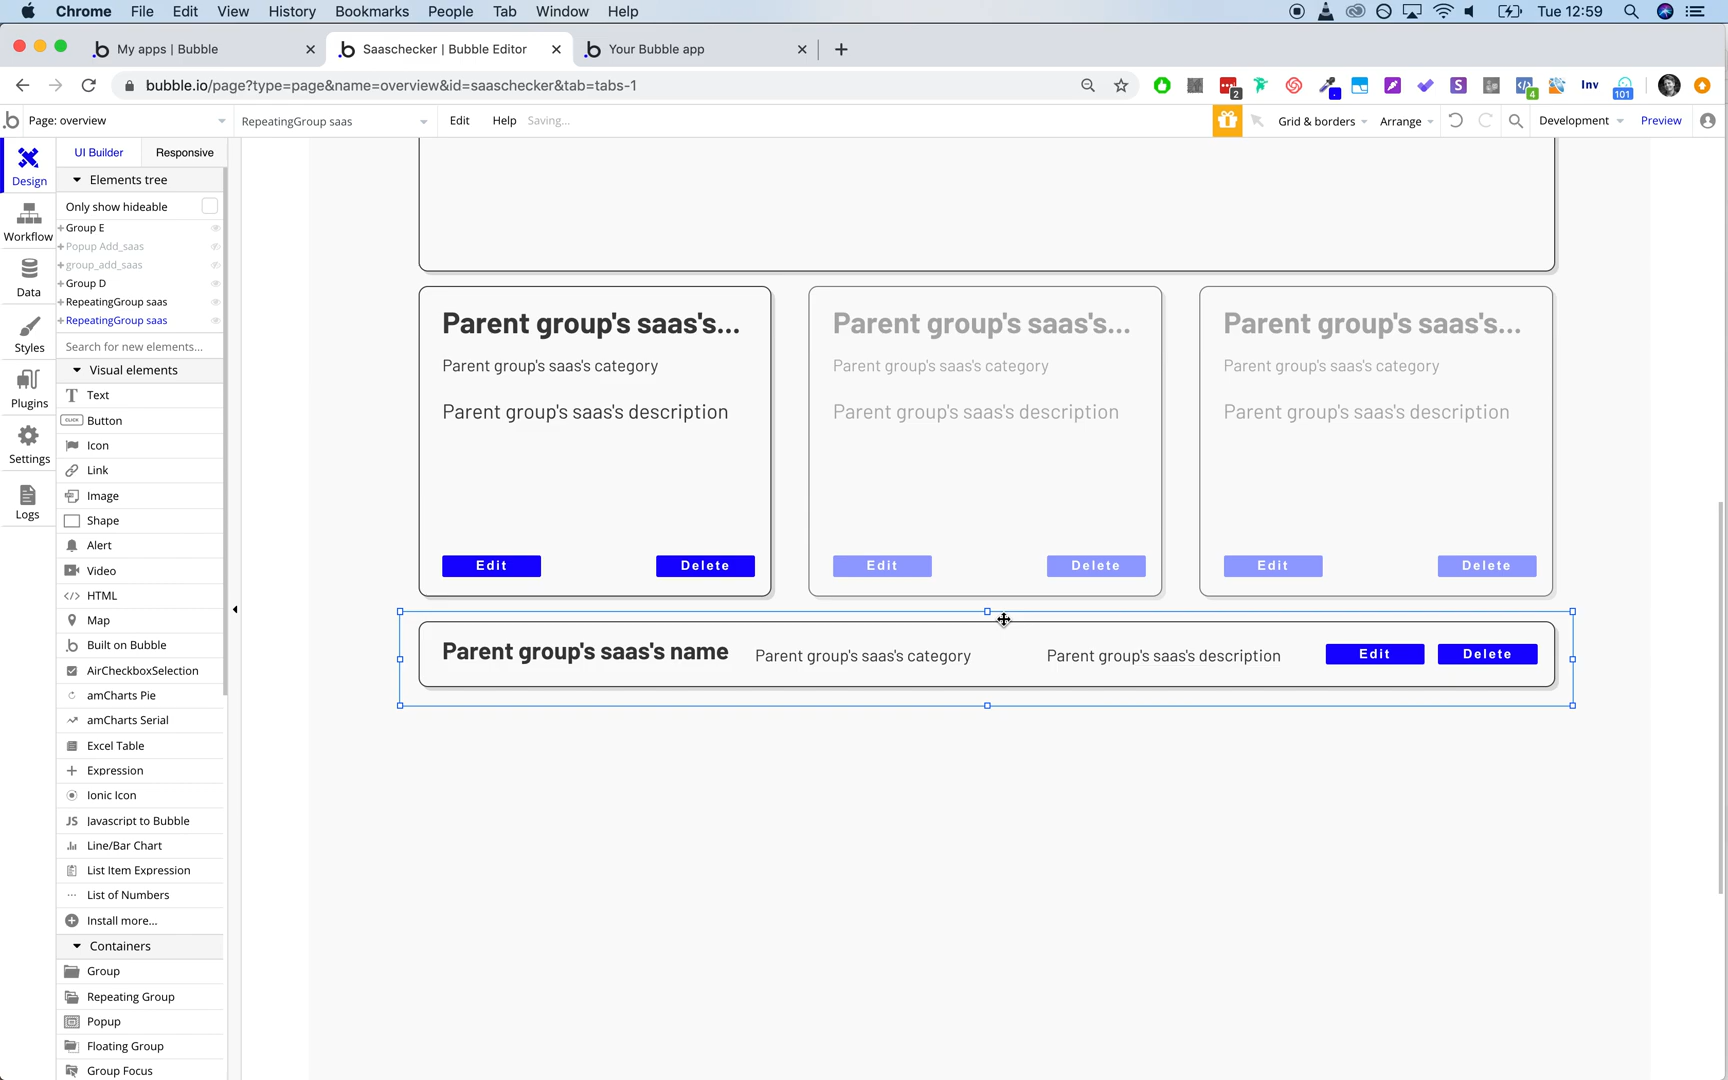 Chrome File Edit View History Bookmarks People Tab Window Help Tue 12:59
My apps | Bubble
Saaschecker | Bubble Editor
Your Bubble app
bubble.io/page?type=page&name=overview&id=saaschecker&tab=tabs-1
2
4
Inv
101
Page: overview
RepeatingGroup saas
Edit
Help
Saving...
Grid & borders
Arrange
Development
Preview
Design
Workflow
Data
Styles
Plugins
Settings
Logs
UI Builder
Responsive
Elements tree
Only show hideable
Group E
Popup Add_saas
group_add_saas
Group D
RepeatingGroup saas
RepeatingGroup saas
Search for new elements...
Visual elements
Text
CLICK Button
Icon
Link
Image
Shape
Alert
Video
</> HTML
Map
Built on Bubble
AirCheckboxSelection
amCharts Pie
amCharts Serial
Excel Table
Expression
Ionic Icon
JS Javascript to Bubble
Line/Bar Chart
List Item Expression
List of Numbers
Install more...
Containers
Group
Repeating Group
Popup
Floating Group
Group Focus
Parent group's saas's...
Parent group's saas's category
Parent group's saas's description
Edit
Delete
Parent group's saas's...
Parent group's saas's category
Parent group's saas's description
Edit
Delete
Parent group's saas's...
Parent group's saas's category
Parent group's saas's description
Edit
Delete
Parent group's saas's name
Parent group's saas's category
Parent group's saas's description
Edit
Delete